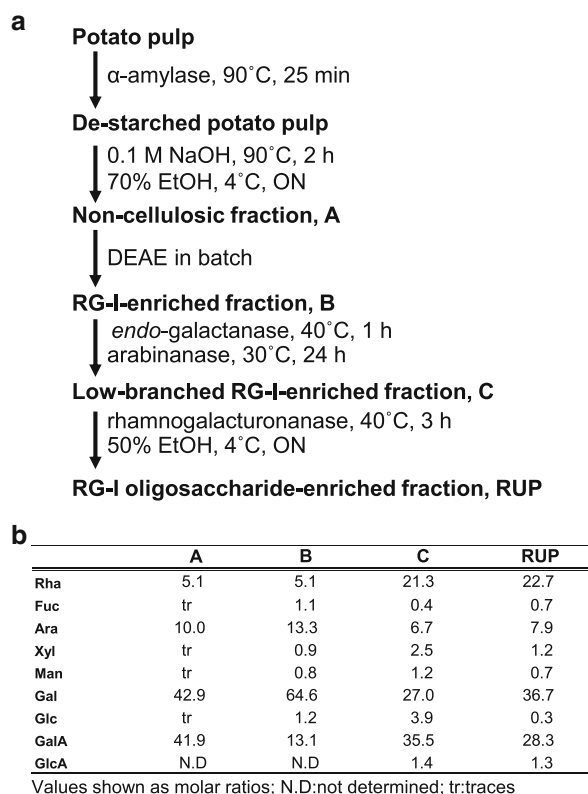 a
Potato pulp
α-amylase, 90˚C, 25 min
De-starched potato pulp
0.1 M NaOH, 90˚C, 2 h
70% EtOH, 4˚C, ON
Non-cellulosic fraction, A
DEAE in batch
RG-I-enriched fraction, B
endo-galactanase, 40˚C, 1 h
arabinanase, 30˚C, 24 h
Low-branched RG-I-enriched fraction, C
rhamnogalacturonanase, 40˚C, 3 h
50% EtOH, 4˚C, ON
RG-I oligosaccharide-enriched fraction, RUP
b
A B C RUP
Rha 5.1 5.1 21.3 22.7
Fuc tr 1.1 0.4 0.7
Ara 10.0 13.3 6.7 7.9
Xyl tr 0.9 2.5 1.2
Man tr 0.8 1.2 0.7
Gal 42.9 64.6 27.0 36.7
Glc tr 1.2 3.9 0.3
GalA 41.9 13.1 35.5 28.3
GlcA N.D N.D 1.4 1.3
Values shown as molar ratios; N.D:not determined; tr:traces